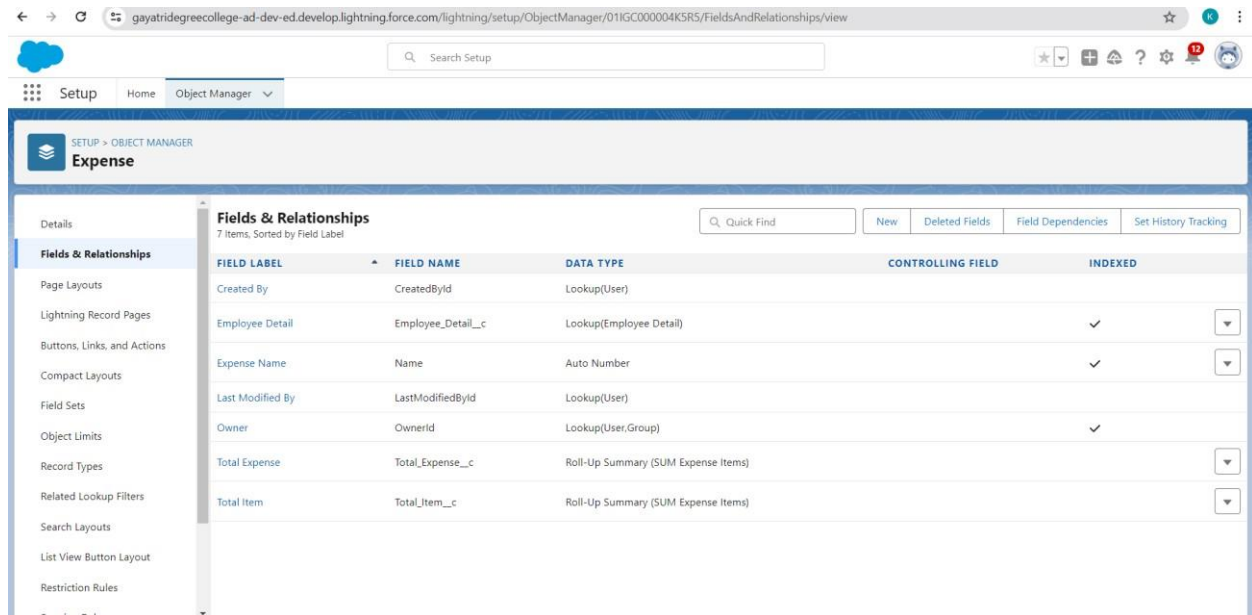 gayatridegreecollege-ad-dev-ed.develop.lightning.force.com/lightning/setup/ObjectManager/01IGC000004K5R5/FieldsAndRelationships/view
K
Search Setup
12
Setup Home Object Manager
SETUP > OBJECT MANAGER
Expense
Details
Fields & Relationships
Page Layouts
Lightning Record Pages
Buttons, Links, and Actions
Compact Layouts
Field Sets
Object Limits
Record Types
Related Lookup Filters
Search Layouts
List View Button Layout
Restriction Rules
Fields & Relationships
7 Items, Sorted by Field Label
Quick Find
New Deleted Fields Field Dependencies Set History Tracking
FIELD LABEL FIELD NAME DATA TYPE CONTROLLING FIELD INDEXED
Created By CreatedById Lookup(User)
Employee Detail Employee_Detail__c Lookup(Employee Detail)
Expense Name Name Auto Number
Last Modified By LastModifiedById Lookup(User)
Owner OwnerId Lookup(User,Group)
Total Expense Total_Expense__c Roll-Up Summary (SUM Expense Items)
Total Item Total_Item__c Roll-Up Summary (SUM Expense Items)